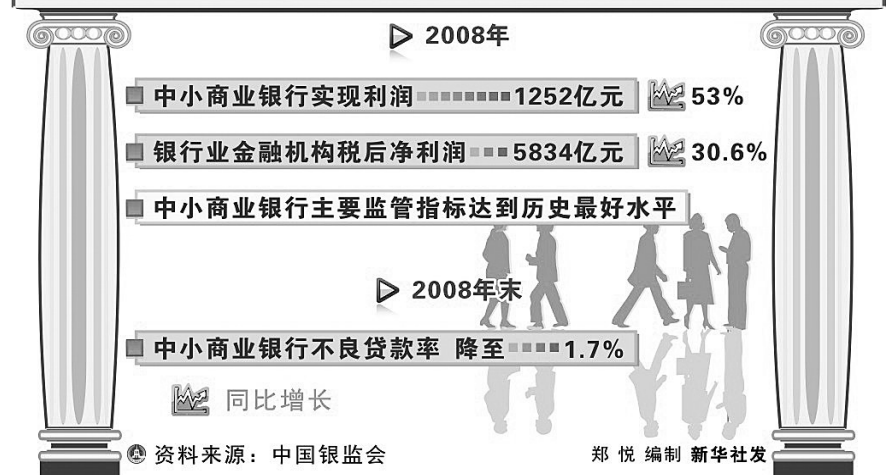 2008年
中小商业银行实现利润 1252亿元 53%
银行业金融机构税后净利润 5834亿元 30.6%
中小商业银行主要监管指标达到历史最好水平
2008年末
中小商业银行不良贷款率 降至 1.7%
同比增长
资料来源：中国银监会
郑 悦 编制 新华社发